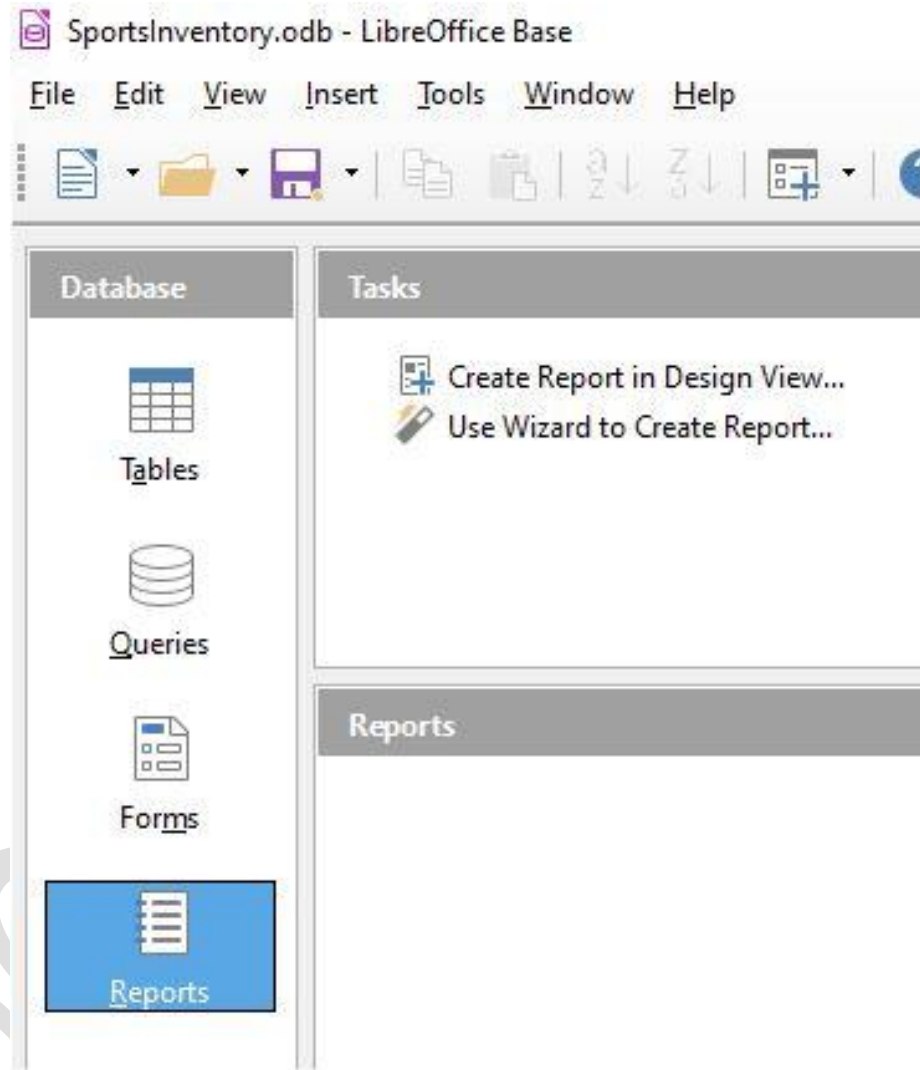 SportsInventory.odb - LibreOffice Base
File Edit View Insert Tools Window Help
Database
Tables
Queries
Forms
Reports
Tasks
Create Report in Design View...
Use Wizard to Create Report...
Reports